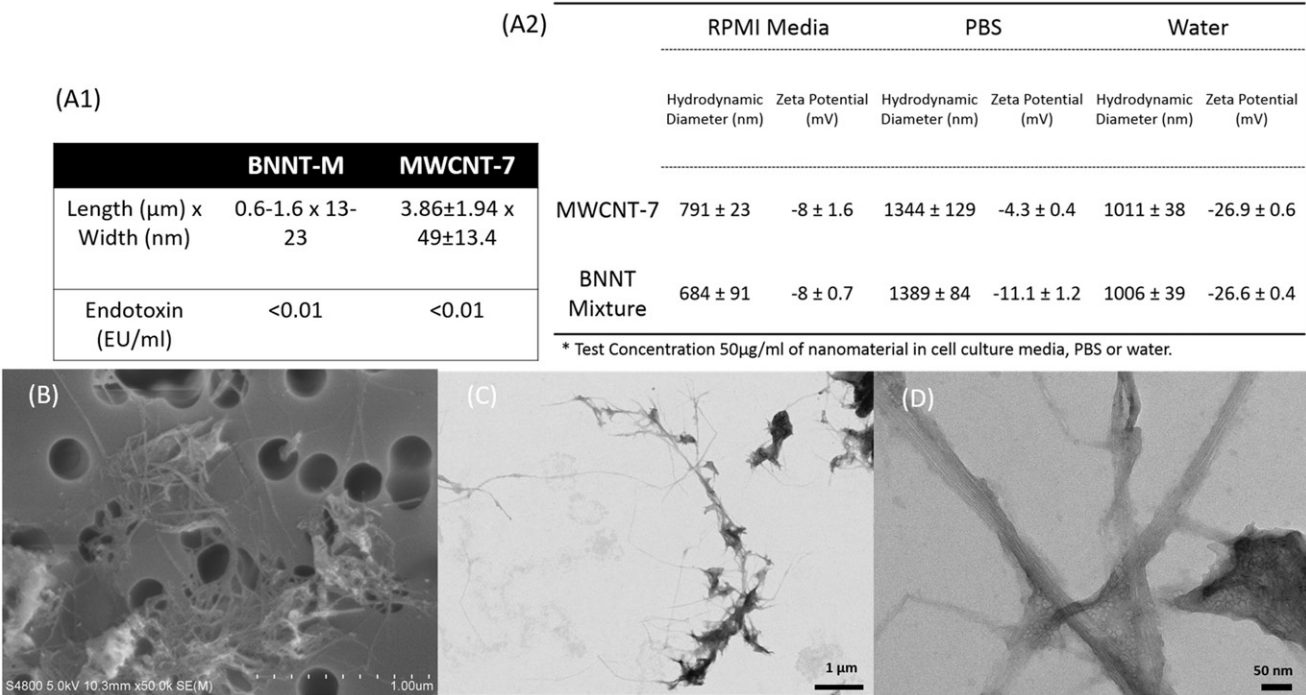 (A1)
BNNT-M MWCNT-7
Length (µm) x 0.6-1.6 x 13- 3.86±1.94 x
Width (nm) 23 49±13.4
Endotoxin <0.01 <0.01
(EU/ml)
(A2)
RPMI Media PBS Water
Hydrodynamic Zeta Potential Hydrodynamic Zeta Potential Hydrodynamic Zeta Potential
Diameter (nm) (mV) Diameter (nm) (mV) Diameter (nm) (mV)
MWCNT-7 791 ± 23 -8 ± 1.6 1344 ± 129 -4.3 ± 0.4 1011 ± 38 -26.9 ± 0.6
BNNT
Mixture 684 ± 91 -8 ± 0.7 1389 ± 84 -11.1 ± 1.2 1006 ± 39 -26.6 ± 0.4
* Test Concentration 50µg/ml of nanomaterial in cell culture media, PBS or water.
(B)
S4800 5.0kV 10.3mm x50.0k SE(M) 1.00um
(C)
1 µm
(D)
50 nm